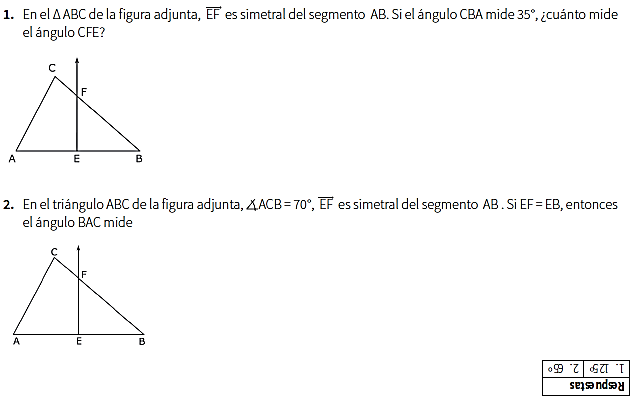 1. En el Δ ABC de la figura adjunta, EF es simetral del segmento AB. Si el ángulo CBA mide 35°, ¿cuánto mide
el ángulo CFE?
C
F
A E B
2. En el triángulo ABC de la figura adjunta, ∡ACB = 70°, EF es simetral del segmento AB . Si EF = EB, entonces
el ángulo BAC mide
C
F
A E B
Respuestas
1. 125º 2. 65º